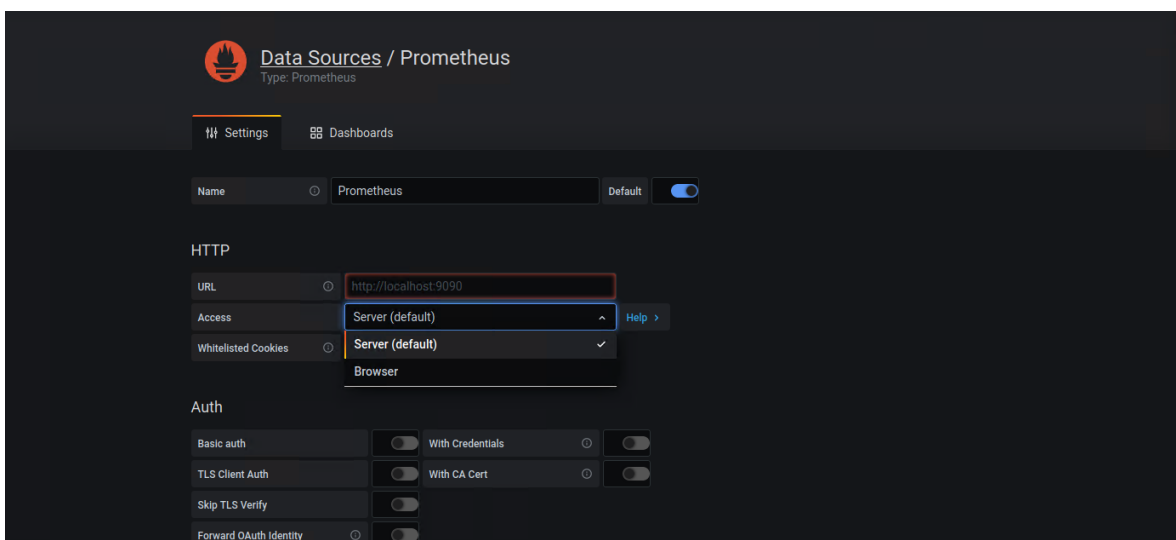 Data Sources / Prometheus
Type: Prometheus
Settings Dashboards
Name Prometheus Default
HTTP
URL http://localhost:9090
Access Server (default) Help
Whitelisted Cookies Server (default)
Browser
Auth
Basic auth With Credentials
TLS Client Auth With CA Cert
Skip TLS Verify
Forward OAuth Identity